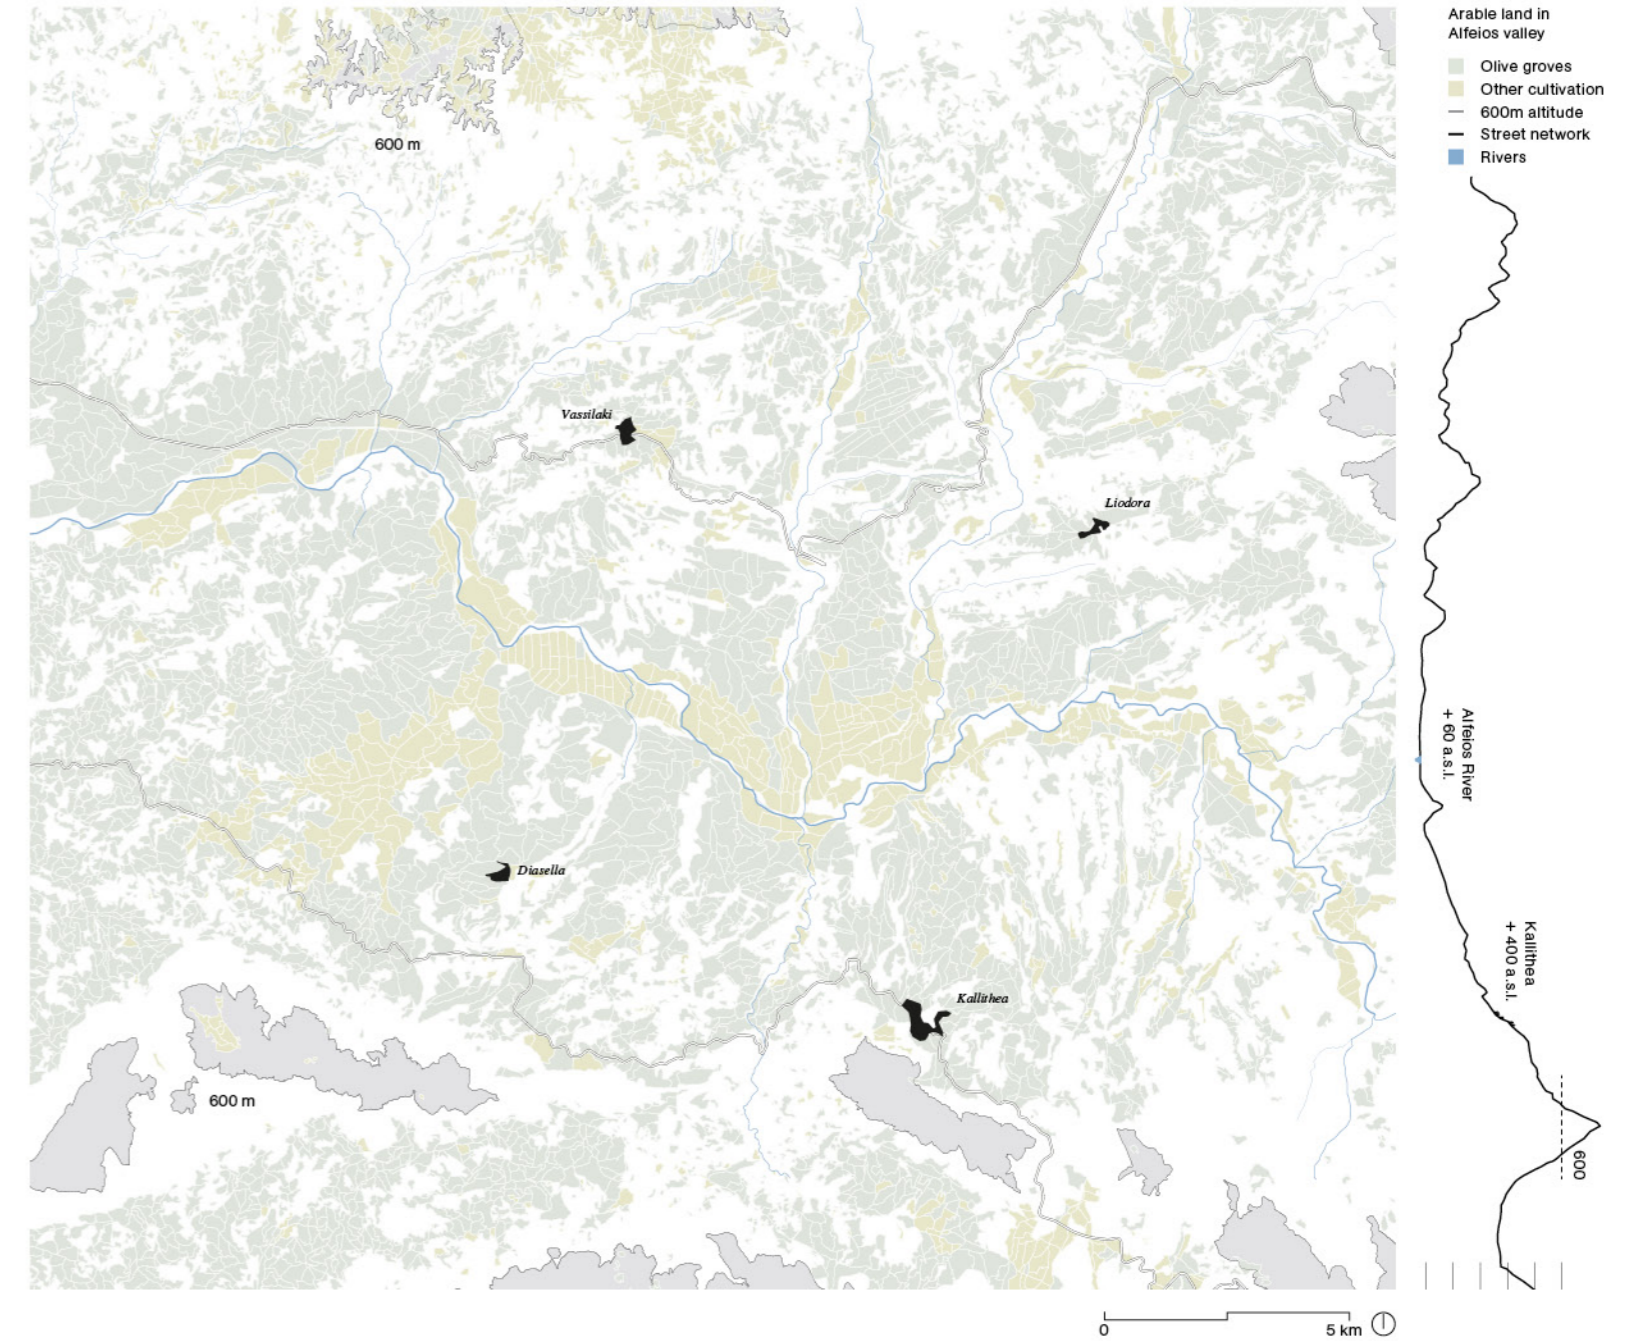 Arable land in
Alfeios valley
Olive groves
Other cultivation
600m altitude
Street network
Rivers
600 m
Vassilaki
Liodora
Alfeios River
+ 60 a.s.l.
Diasella
Kallithea
+ 400 a.s.l.
Kallithea
600 m
600
0
5 km